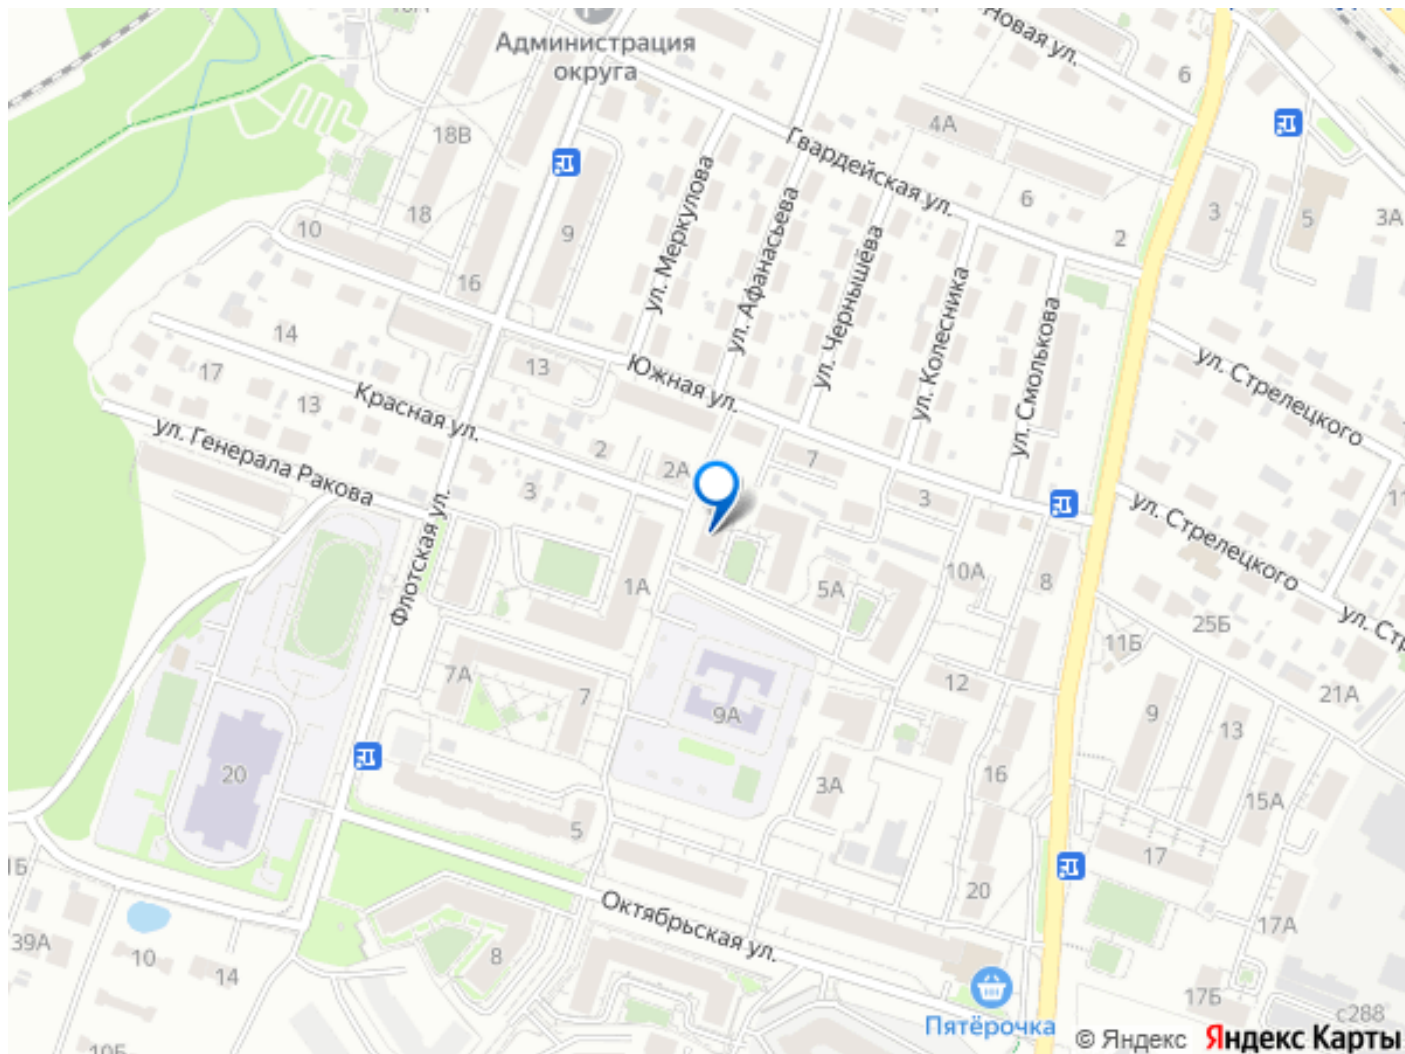 Администрация
округа
Новая ул.
6
18В
4А
Гвардейская ул.
3
5
3А
6
2
18
10
9
16
ул. Меркулова
ул. Афанасьева
ул. Чернышёва
ул. Колесника
ул. Смолькова
14
17
13
13
Южная ул.
ул. Стрелецкого
Красная ул.
ул. Генерала Ракова
2
2А
7
3
3
ул. Стрелецкого
Флотская ул.
1А
5А
10А
8
25Б
11Б
21А
7А
7
9А
12
9
13
20
16
3А
15А
5
17
20
Октябрьская ул.
17А
39А
10
14
8
17Б
с288
Пятёрочка
© Яндекс Яндекс Карты